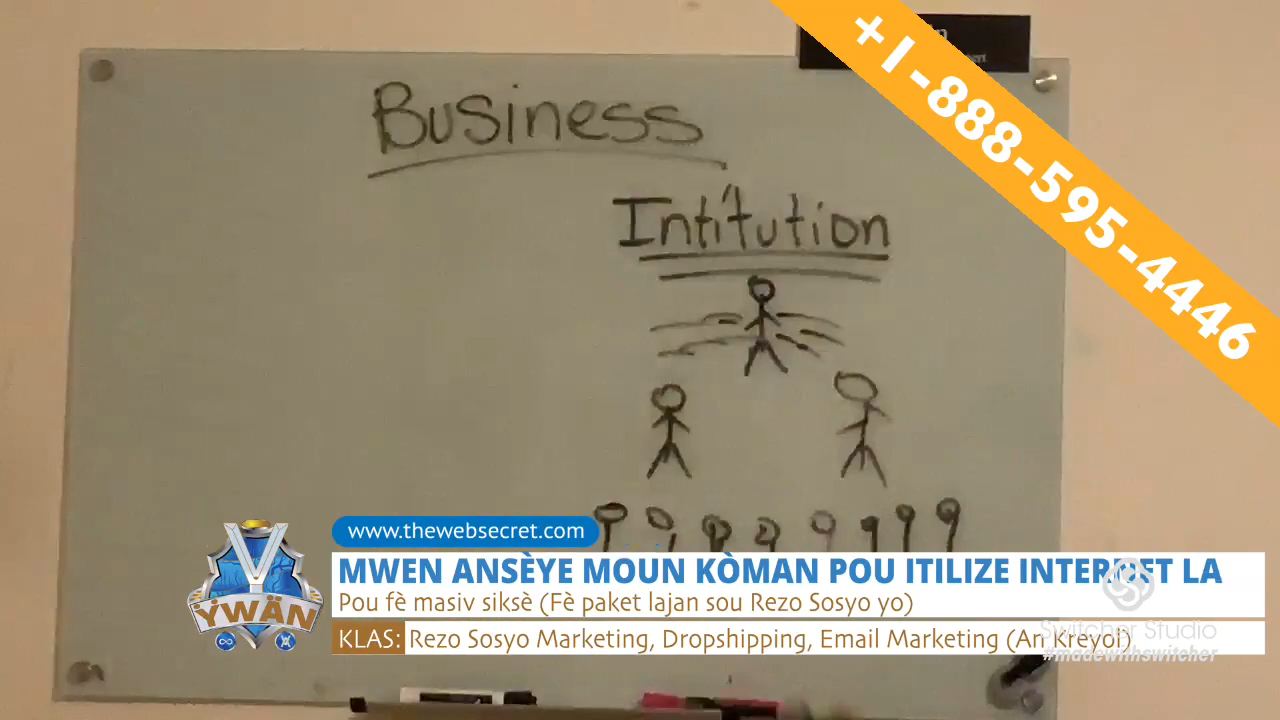 +1-888-595-4446
Business
Intitution
www.thewebsecret.com
MWEN ANSÈYE MOUN KÒMAN POU ITILIZE INTERNET LA
Pou fè masiv siksè (Fè paket lajan sou Rezo Sosyo yo)
KLAS: Rezo Sosyo Marketing, Dropshipping, Email Marketing (An Kreyol)
ÝWÄN
Switcher Studio
#madewithswitcher